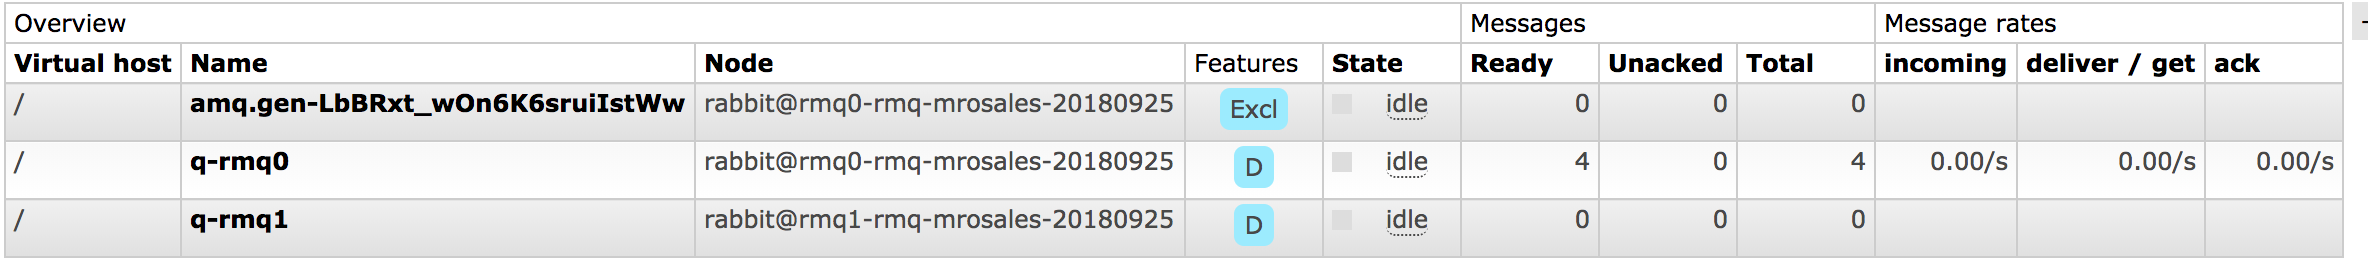 Overview Messages Message rates
Virtual host Name Node Features State Ready Unacked Total incoming deliver / get ack
/ amq.gen-LbBRxt_wOn6K6sruiIstWw rabbit@rmq0-rmq-mrosales-20180925 Excl idle 0 0 0
/ q-rmq0 rabbit@rmq0-rmq-mrosales-20180925 D idle 4 0 4 0.00/s 0.00/s 0.00/s
/ q-rmq1 rabbit@rmq1-rmq-mrosales-20180925 D idle 0 0 0